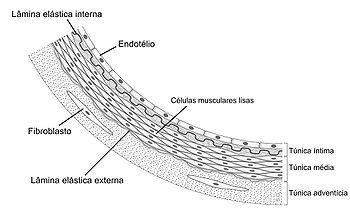 Lâmina elástica interna
Endotélio
Células musculares lisas
Fibroblasto
Túnica íntima
Túnica média
Lâmina elástica externa
Túnica adventícia